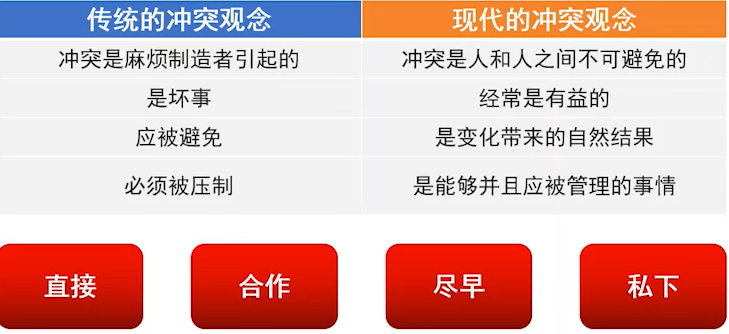 传统的冲突观念 现代的冲突观念
冲突是麻烦制造者引起的 冲突是人和人之间不可避免的
是坏事 经常是有益的
应被避免 是变化带来的自然结果
必须被压制 是能够并且应被管理的事情
直接 合作 尽早 私下